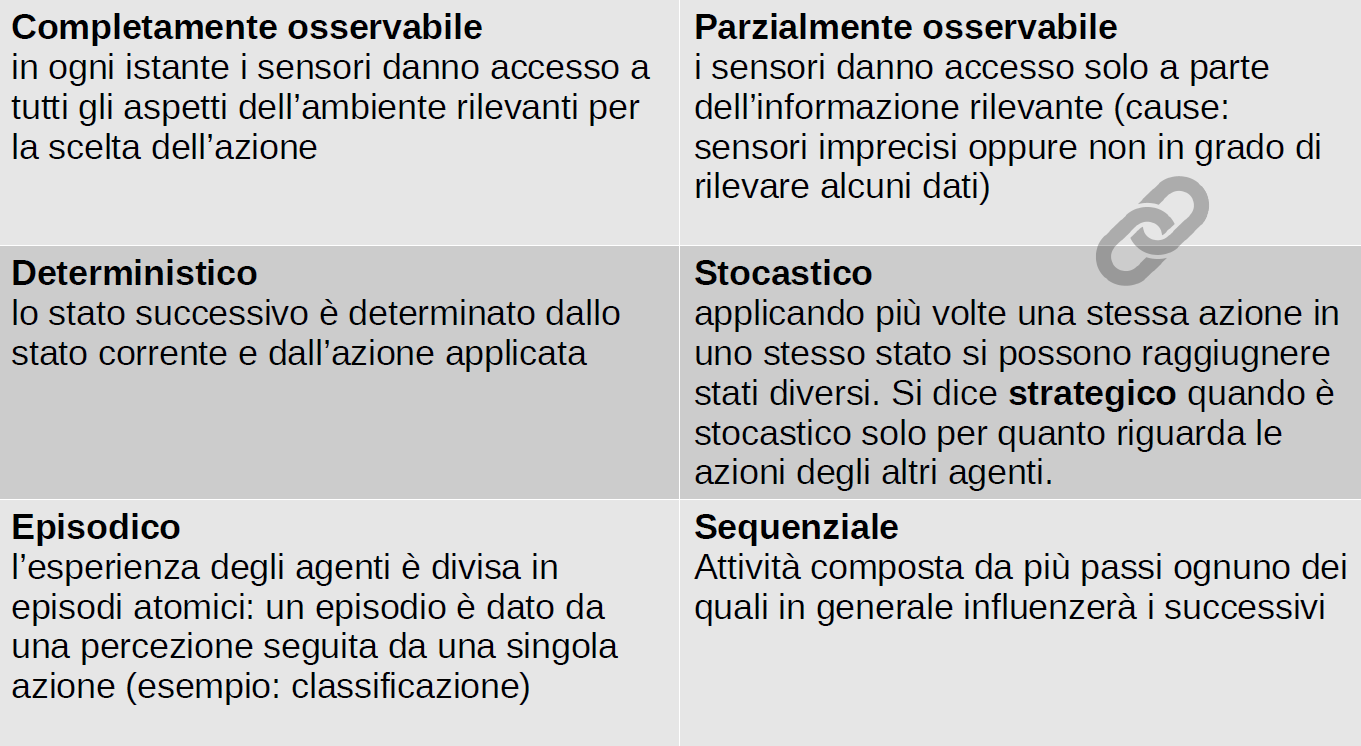 Completamente osservabile
in ogni istante i sensori danno accesso a
tutti gli aspetti dell’ambiente rilevanti per
la scelta dell’azione
Parzialmente osservabile
i sensori danno accesso solo a parte
dell’informazione rilevante (cause:
sensori imprecisi oppure non in grado di
rilevare alcuni dati)
Deterministico
lo stato successivo è determinato dallo
stato corrente e dall’azione applicata
Stocastico
applicando più volte una stessa azione in
uno stesso stato si possono raggiugnere
stati diversi. Si dice strategico quando è
stocastico solo per quanto riguarda le
azioni degli altri agenti.
Episodico
l’esperienza degli agenti è divisa in
episodi atomici: un episodio è dato da
una percezione seguita da una singola
azione (esempio: classificazione)
Sequenziale
Attività composta da più passi ognuno dei
quali in generale influenzerà i successivi